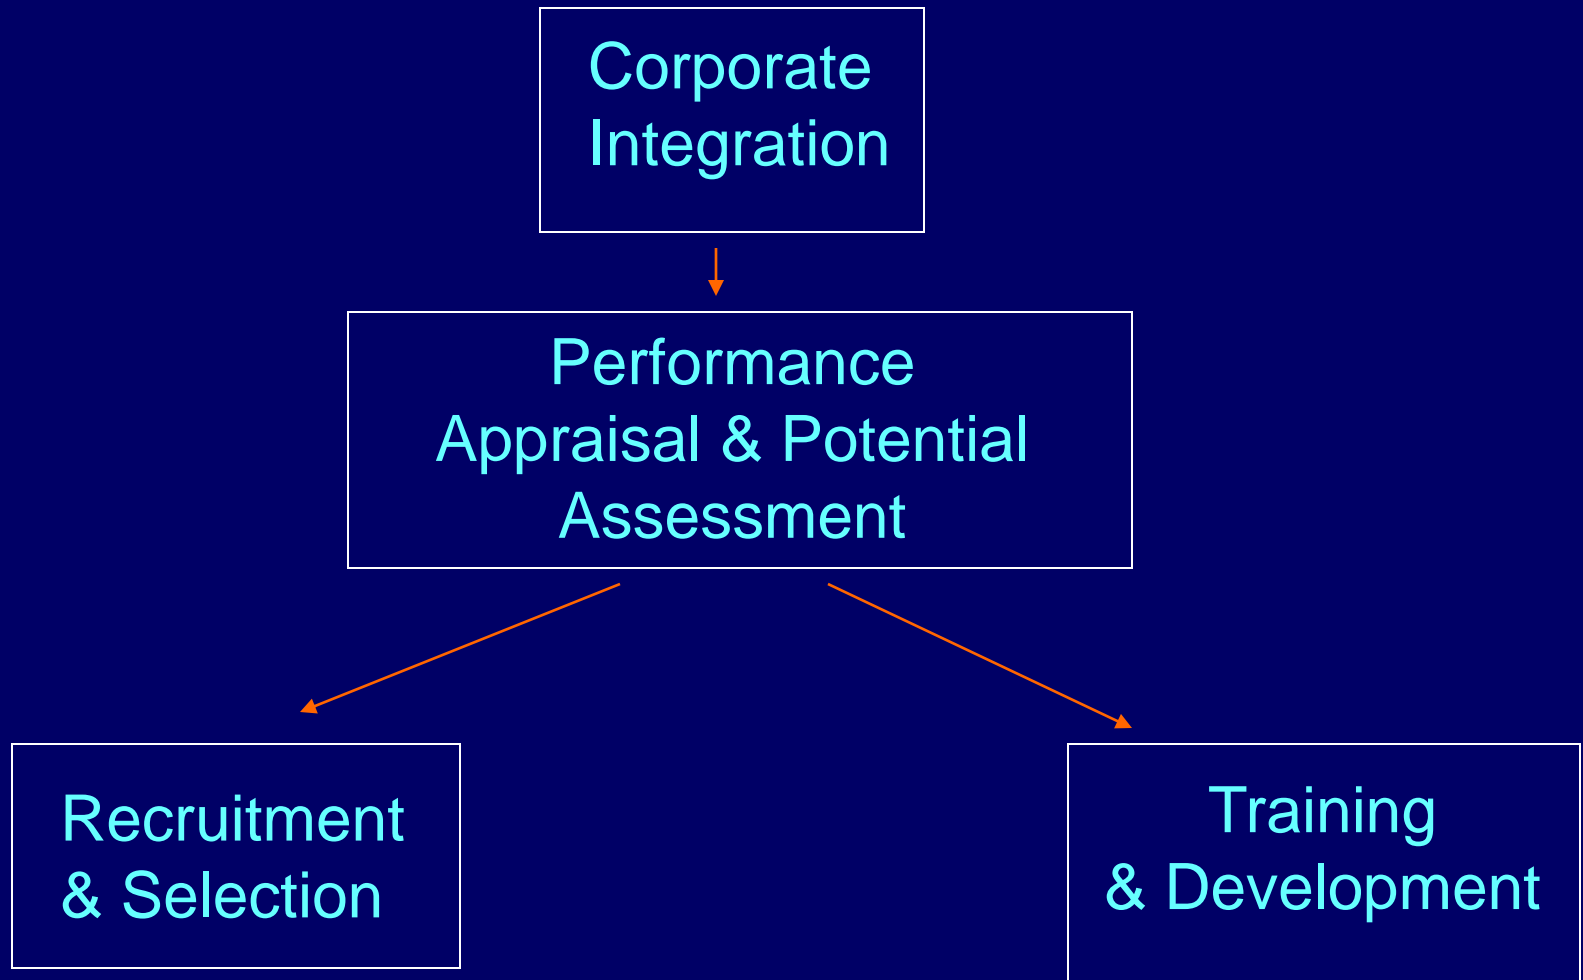 Corporate
Integration
Performance
Appraisal & Potential
Assessment
Recruitment
& Selection
Training
& Development